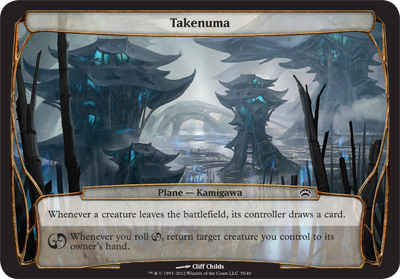 Takenuma
Plane — Kamigawa
Whenever a creature leaves the battlefield, its controller draws a card.
Whenever you roll , return target creature you control to its
owner's hand.
Cliff Childs
™ & © 1993–2012 Wizards of the Coast LLC 35/41